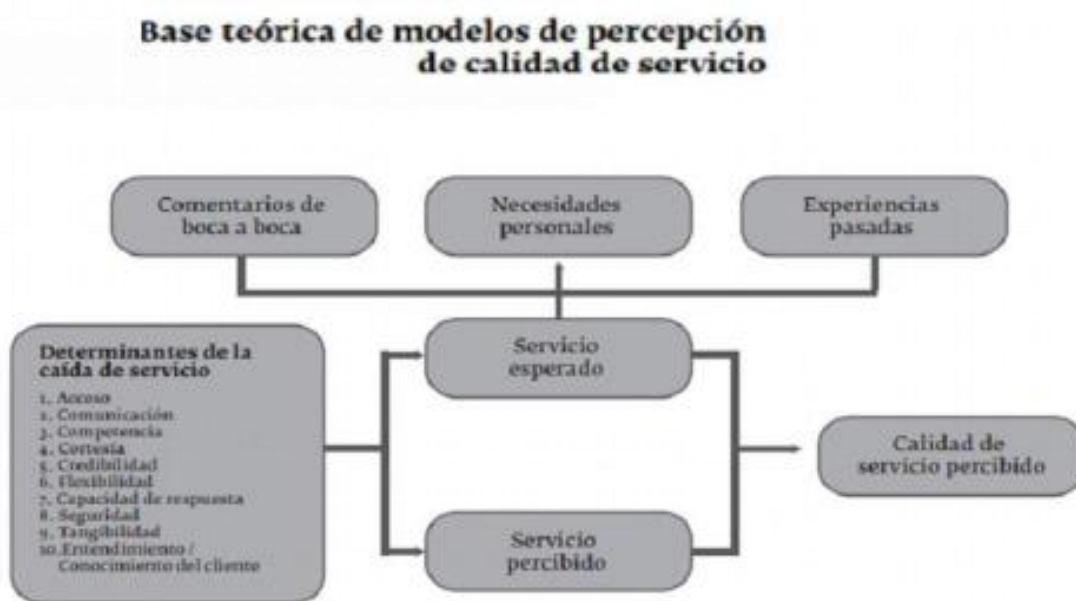 Base teórica de modelos de percepción
de calidad de servicio
Comentarios de
boca a boca
Necesidades
personales
Experiencias
pasadas
Determinantes de la
caída de servicio
1. Acceso
2. Comunicación
3. Competencia
4. Cortesía
5. Credibilidad
6. Flexibilidad
7. Capacidad de respuesta
8. Seguridad
9. Tangibilidad
10. Entendimiento /
Conocimiento del cliente
Servicio
esperado
Servicio
percibido
Calidad de
servicio percibido